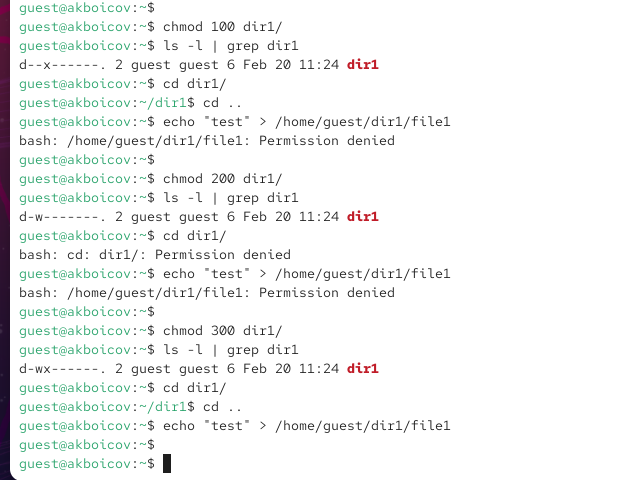 guest@akboicov:~$
guest@akboicov:~$ chmod 100 dir1/
guest@akboicov:~$ ls -l | grep dir1
d--x------. 2 guest guest 6 Feb 20 11:24 dir1
guest@akboicov:~$ cd dir1/
guest@akboicov:~/dir1$ cd ..
guest@akboicov:~$ echo "test" > /home/guest/dir1/file1
bash: /home/guest/dir1/file1: Permission denied
guest@akboicov:~$
guest@akboicov:~$ chmod 200 dir1/
guest@akboicov:~$ ls -l | grep dir1
d-w-------. 2 guest guest 6 Feb 20 11:24 dir1
guest@akboicov:~$ cd dir1/
bash: cd: dir1/: Permission denied
guest@akboicov:~$ echo "test" > /home/guest/dir1/file1
bash: /home/guest/dir1/file1: Permission denied
guest@akboicov:~$
guest@akboicov:~$ chmod 300 dir1/
guest@akboicov:~$ ls -l | grep dir1
d-wx------. 2 guest guest 6 Feb 20 11:24 dir1
guest@akboicov:~$ cd dir1/
guest@akboicov:~/dir1$ cd ..
guest@akboicov:~$ echo "test" > /home/guest/dir1/file1
guest@akboicov:~$
guest@akboicov:~$